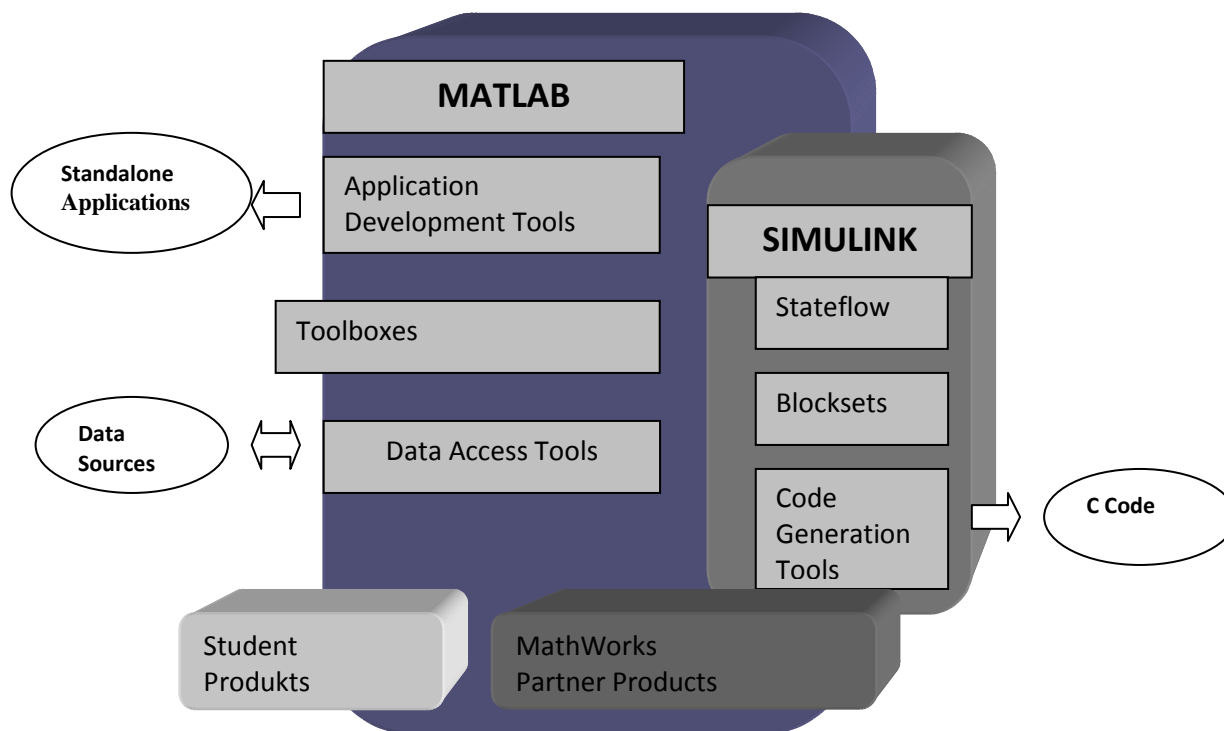 MATLAB
Standalone
Applications
Application
Development Tools
SIMULINK
Stateflow
Toolboxes
Blocksets
Data
Sources
Data Access Tools
Code
Generation
Tools
C Code
Student
Produkts
MathWorks
Partner Products